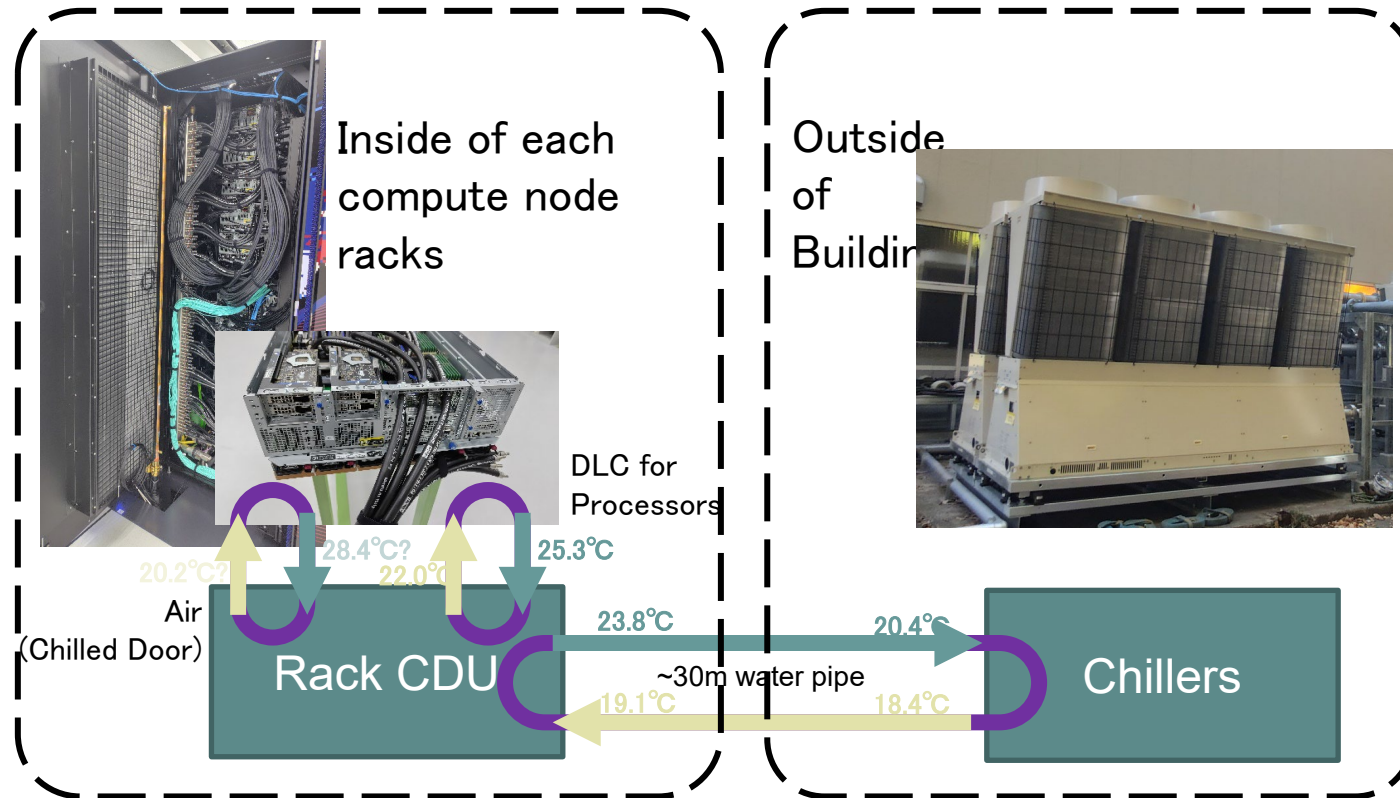 Inside of each
compute node
racks
Outside
of
Buildin
DLC for
Processors
28.4℃?
25.3℃
20.2℃?
22.0℃
Air
(Chilled Door)
23.8℃
20.4℃
Rack CDU
~30m water pipe
Chillers
19.1℃
18.4℃